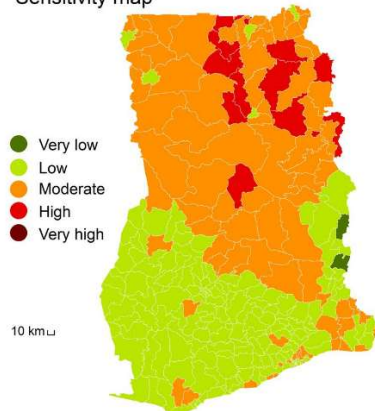 Sensitivity map
Very low
Low
Moderate
High
Very high
10 km